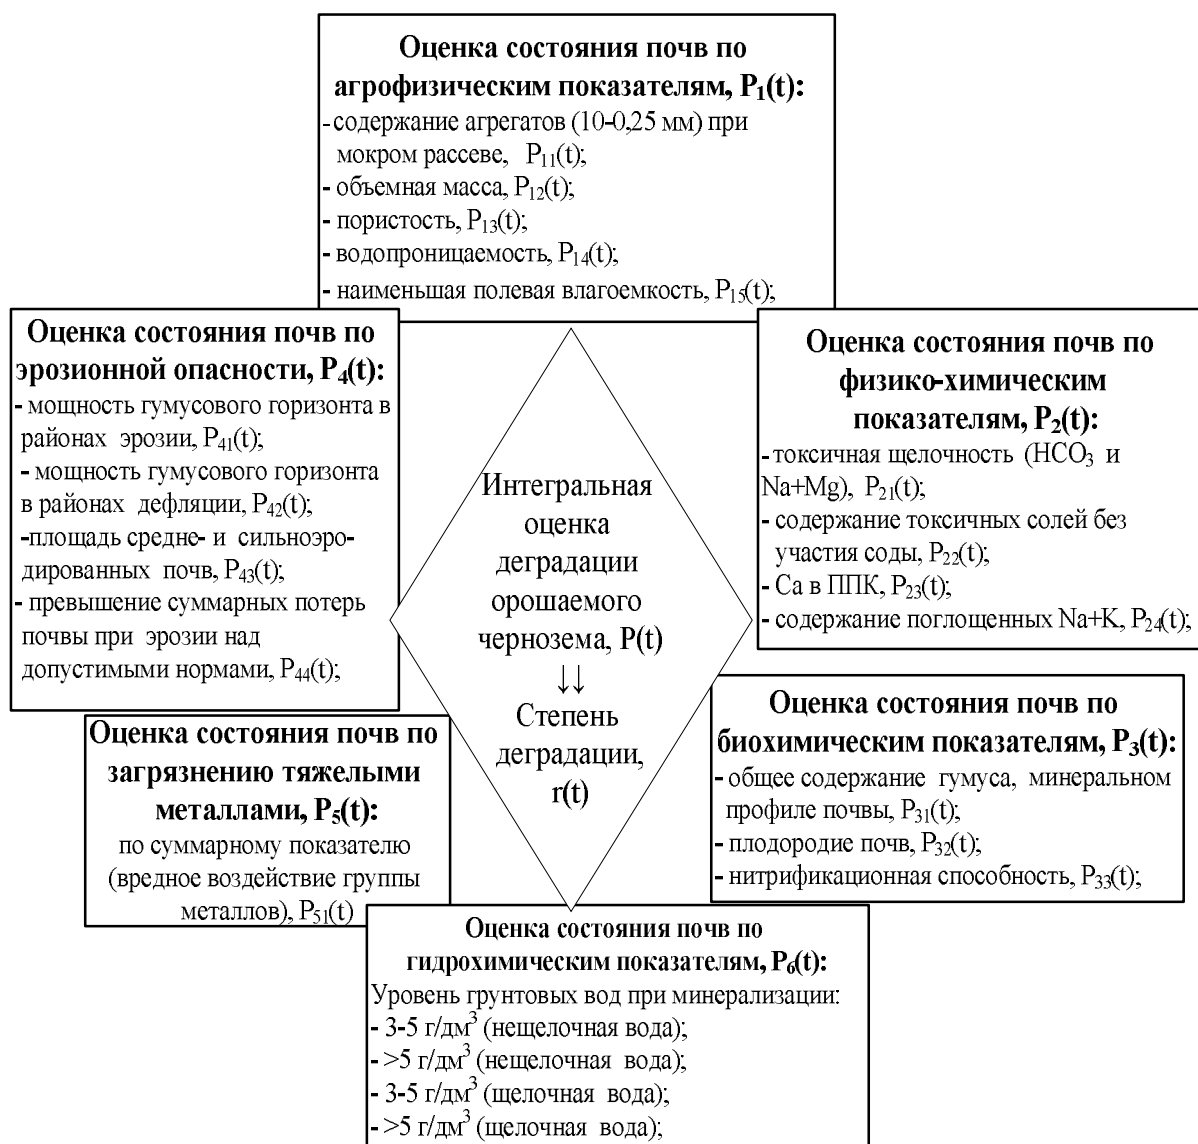 Оценка состояния почв по
агрофизическим показателям, P₁(t):
-содержание агрегатов (10-0,25 мм) при
мокром рассеве, P₁₁(t);
- объемная масса, P₁₂(t);
- пористость, P₁₃(t);
- водопроницаемость, P₁₄(t);
- наименьшая полевая влагоемкость, P₁₅(t);
Оценка состояния почв по
эрозионной опасности, P₄(t):
- мощность гумусового горизонта в
районах эрозии, P₄₁(t);
- мощность гумусового горизонта
в районах дефляции, P₄₂(t);
-площадь средне- и сильноэро-
дированных почв, P₄₃(t);
- превышение суммарных потерь
почвы при эрозии над
допустимыми нормами, P₄₄(t);
Оценка состояния почв по
физико-химическим
показателям, P₂(t):
-токсичная щелочность (HCO₃ и
Na+Mg), P₂₁(t);
- содержание токсичных солей без
участия соды, P₂₂(t);
- Ca в ППК, P₂₃(t);
- содержание поглощенных Na+K, P₂₄(t);
Интегральная
оценка
деградации
орошаемого
чернозема, P(t)
↓↓
Степень
деградации,
r(t)
Оценка состояния почв по
загрязнению тяжелыми
металлами, P₅(t):
по суммарному показателю
(вредное воздействие группы
металлов), P₅₁(t)
Оценка состояния почв по
биохимическим показателям, P₃(t):
- общее содержание гумуса, минеральном
профиле почвы, P₃₁(t);
- плодородие почв, P₃₂(t);
- нитрификационная способность, P₃₃(t);
Оценка состояния почв по
гидрохимическим показателям, P₆(t):
Уровень грунтовых вод при минерализации:
- 3-5 г/дм³ (нещелочная вода);
- >5 г/дм³ (нещелочная вода);
- 3-5 г/дм³ (щелочная вода);
- >5 г/дм³ (щелочная вода);